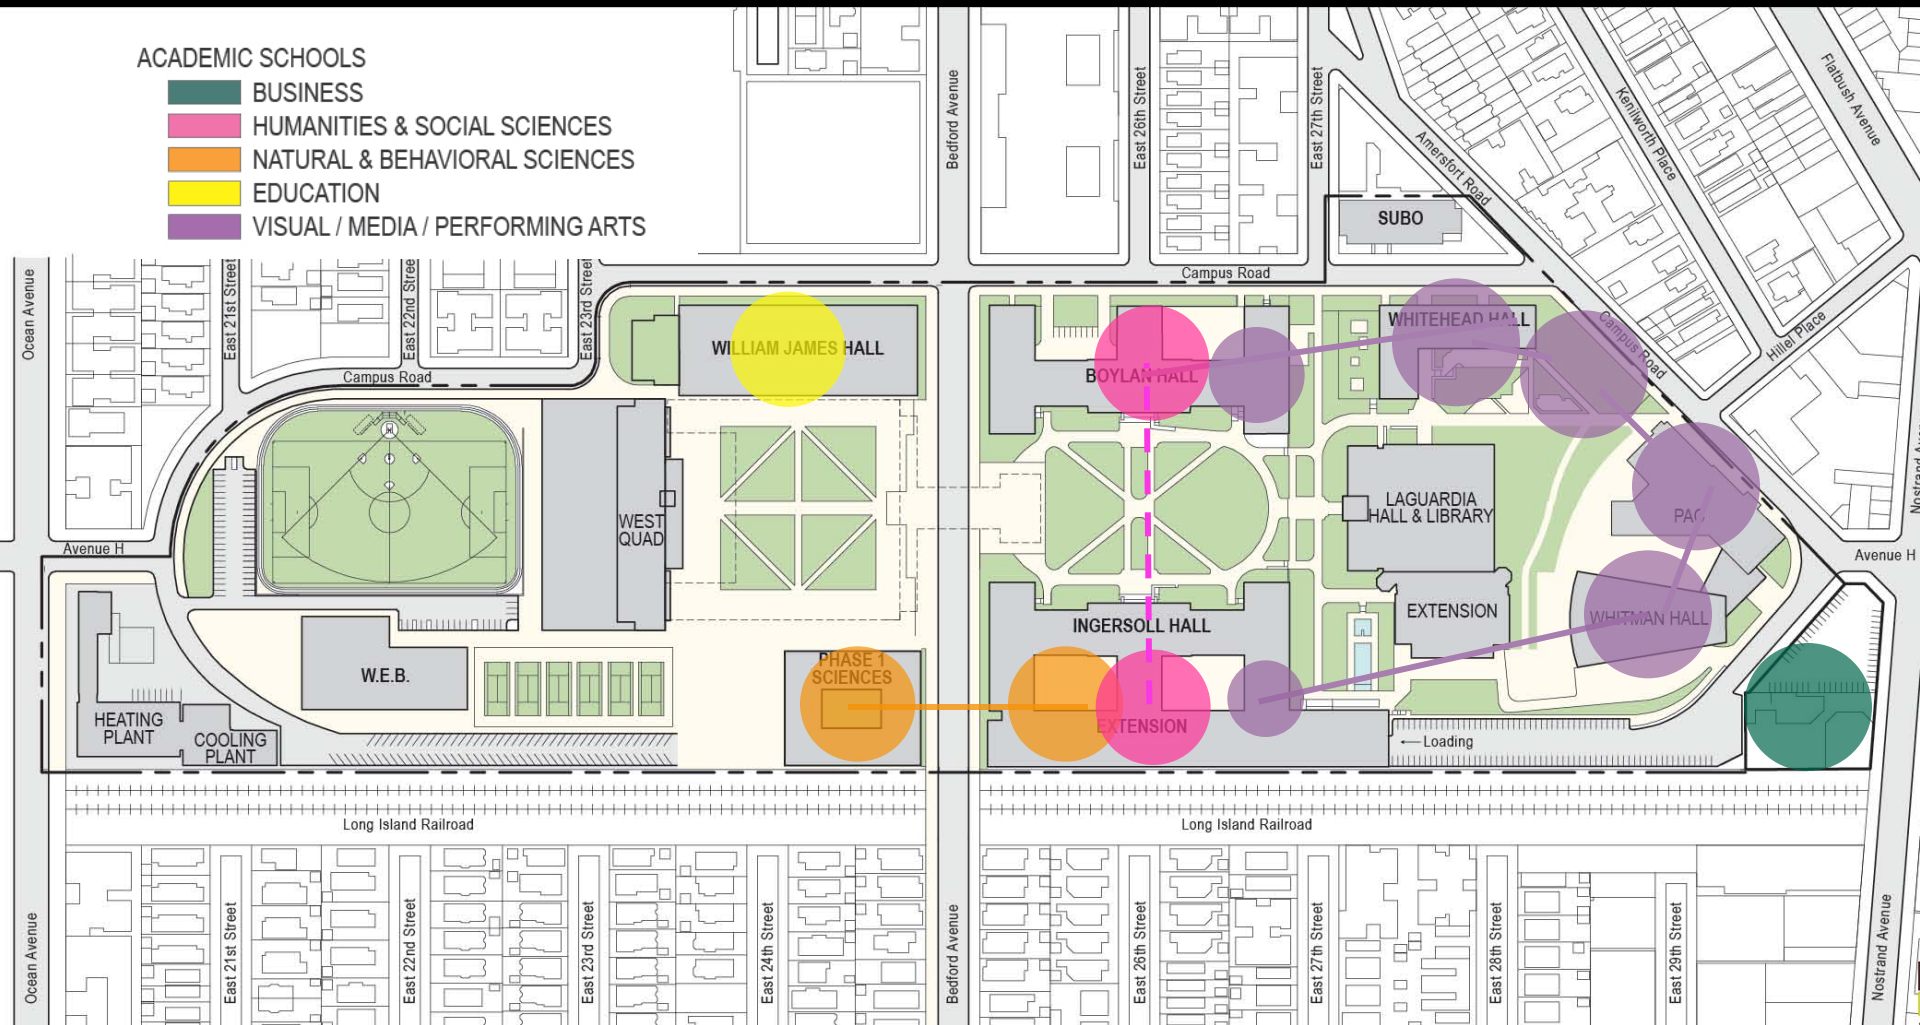 ACADEMIC SCHOOLS
BUSINESS
HUMANITIES & SOCIAL SCIENCES
NATURAL & BEHAVIORAL SCIENCES
EDUCATION
VISUAL / MEDIA / PERFORMING ARTS
Bedford Avenue
East 26th Street
East 27th Street
Amersfort Road
Kenilworth Place
Flatbush Avenue
SUBO
Campus Road
Ocean Avenue
East 21st Street
East 22nd Street
East 23rd Street
Campus Road
WILLIAM JAMES HALL
BOYLAN HALL
WHITEHEAD HALL
Campus Road
Hillel Place
Nostrand Ave
WEST
QUAD
LAGUARDIA
HALL & LIBRARY
PAC
Avenue H
Avenue H
EXTENSION
WHITMAN HALL
INGERSOLL HALL
W.E.B.
PHASE 1
SCIENCES
HEATING
PLANT
COOLING
PLANT
EXTENSION
←Loading
Long Island Railroad
Long Island Railroad
Ocean Avenue
East 21st Street
East 22nd Street
East 23rd Street
East 24th Street
Bedford Avenue
East 26th Street
East 27th Street
East 28th Street
East 29th Street
Nostrand Avenue